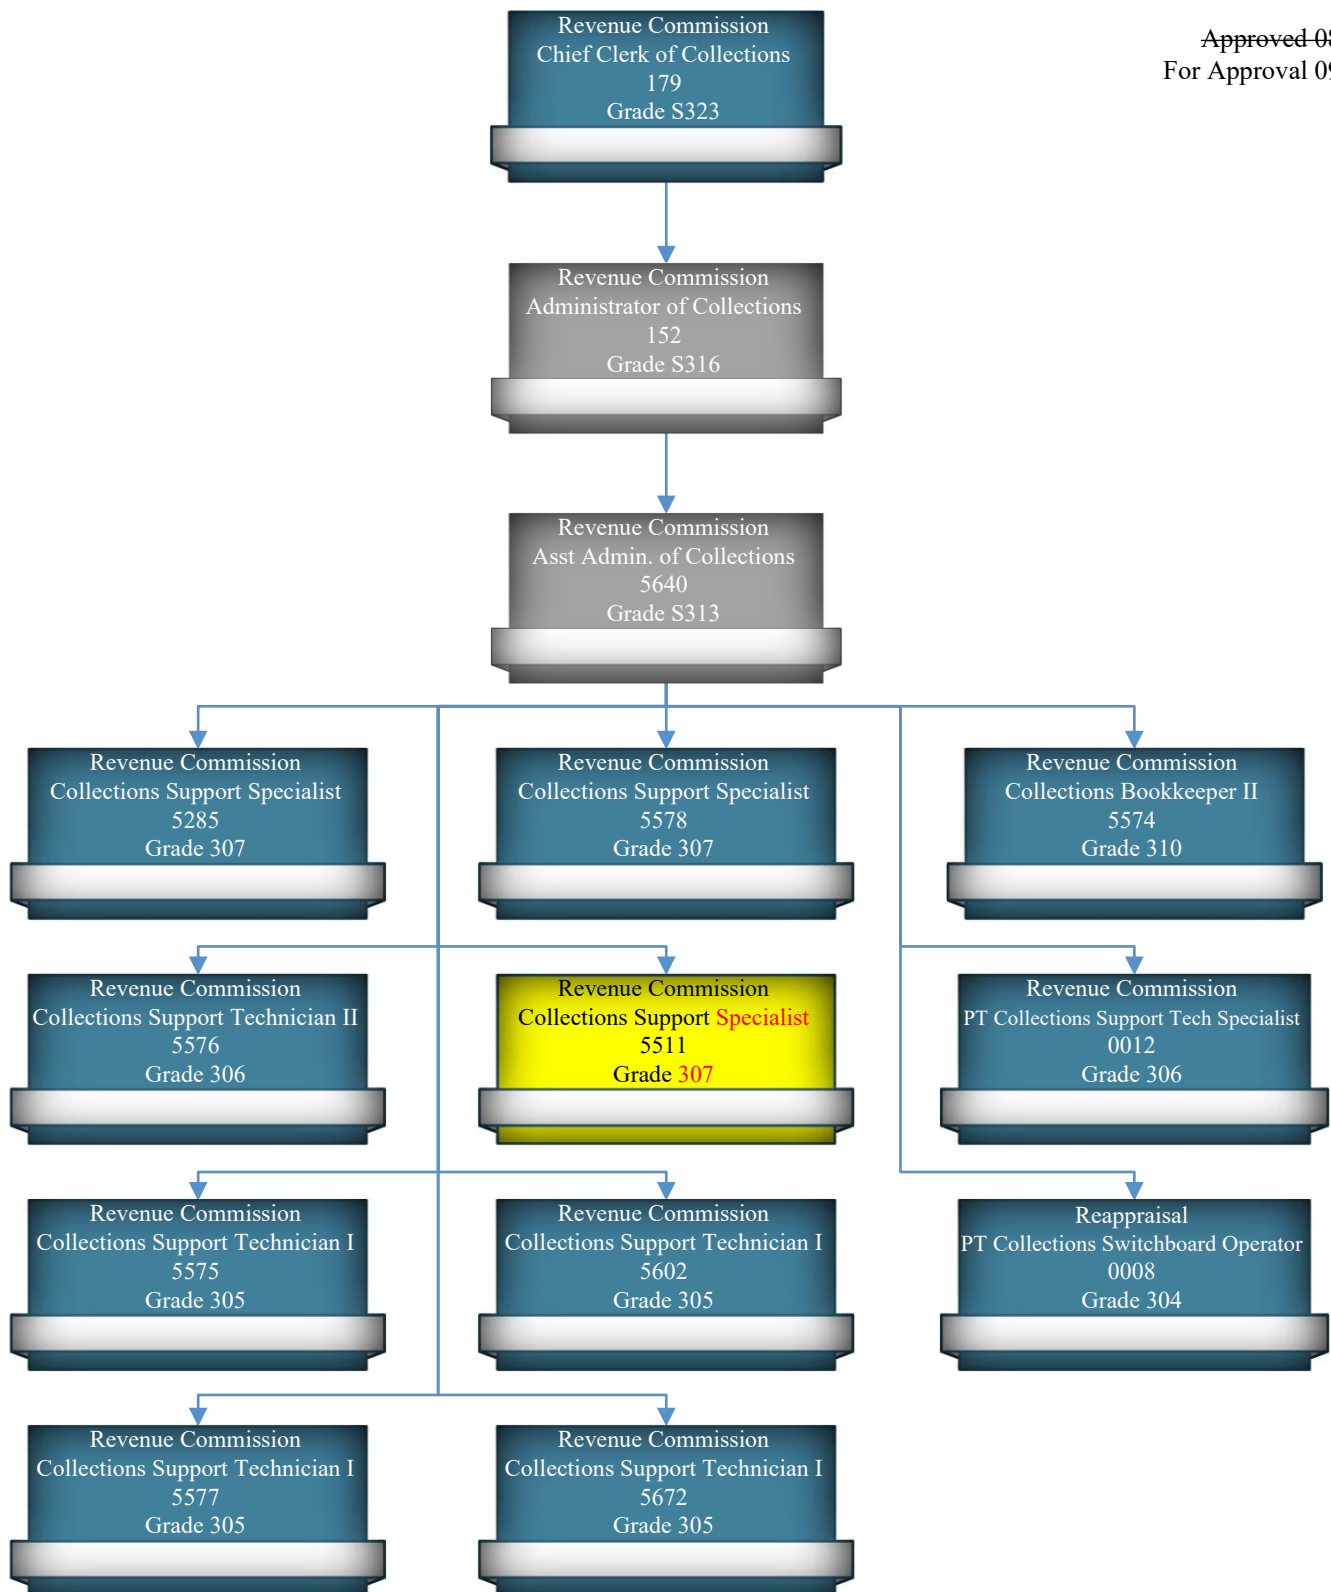 Approved 08
For Approval 09
Revenue Commission
Chief Clerk of Collections
179
Grade S323
Revenue Commission
Administrator of Collections
152
Grade S316
Revenue Commission
Asst Admin. of Collections
5640
Grade S313
Revenue Commission
Collections Support Specialist
5285
Grade 307
Revenue Commission
Collections Support Specialist
5578
Grade 307
Revenue Commission
Collections Bookkeeper II
5574
Grade 310
Revenue Commission
Collections Support Technician II
5576
Grade 306
Revenue Commission
Collections Support Specialist
5511
Grade 307
Revenue Commission
PT Collections Support Tech Specialist
0012
Grade 306
Revenue Commission
Collections Support Technician I
5575
Grade 305
Revenue Commission
Collections Support Technician I
5602
Grade 305
Reappraisal
PT Collections Switchboard Operator
0008
Grade 304
Revenue Commission
Collections Support Technician I
5577
Grade 305
Revenue Commission
Collections Support Technician I
5672
Grade 305